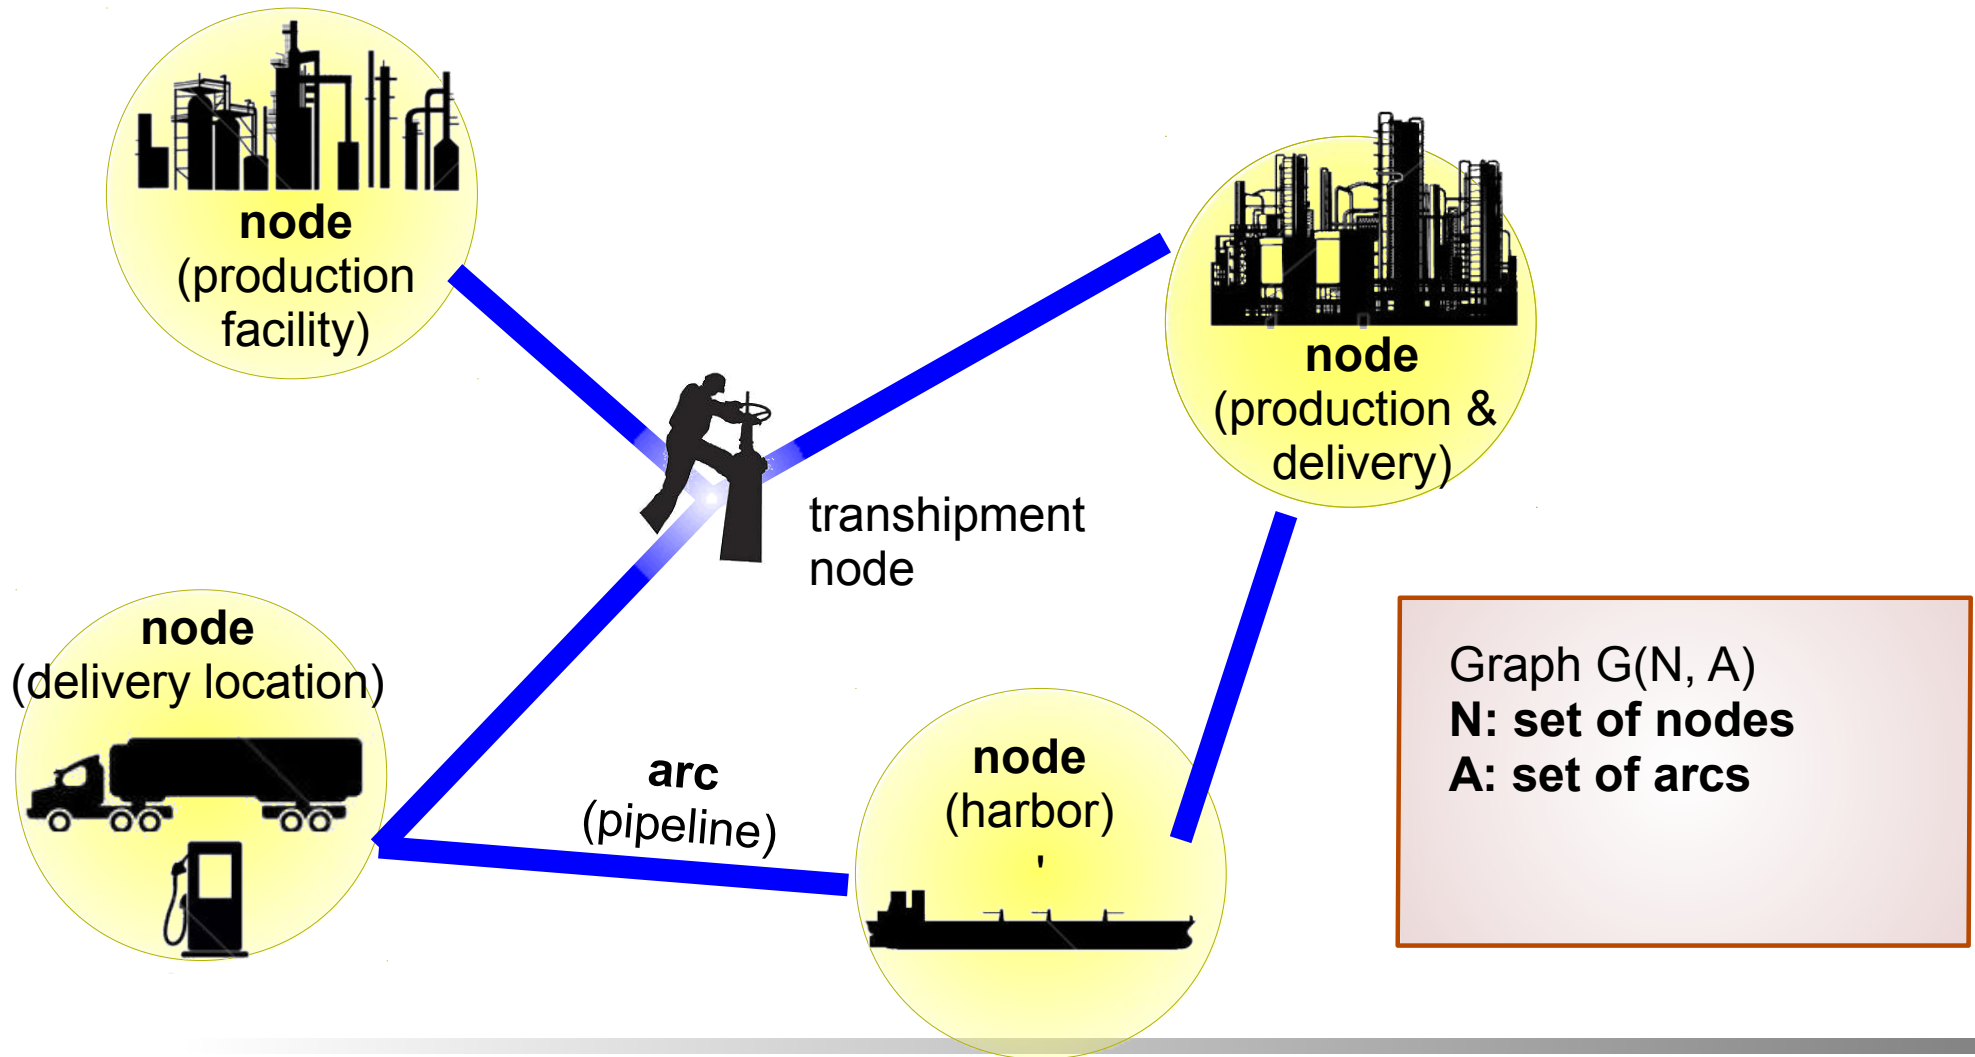 node
(production
facility)
node
(production &
delivery)
transhipment
node
node
(delivery location)
arc
(pipeline)
node
(harbor)
'
Graph G(N, A)
N: set of nodes
A: set of arcs